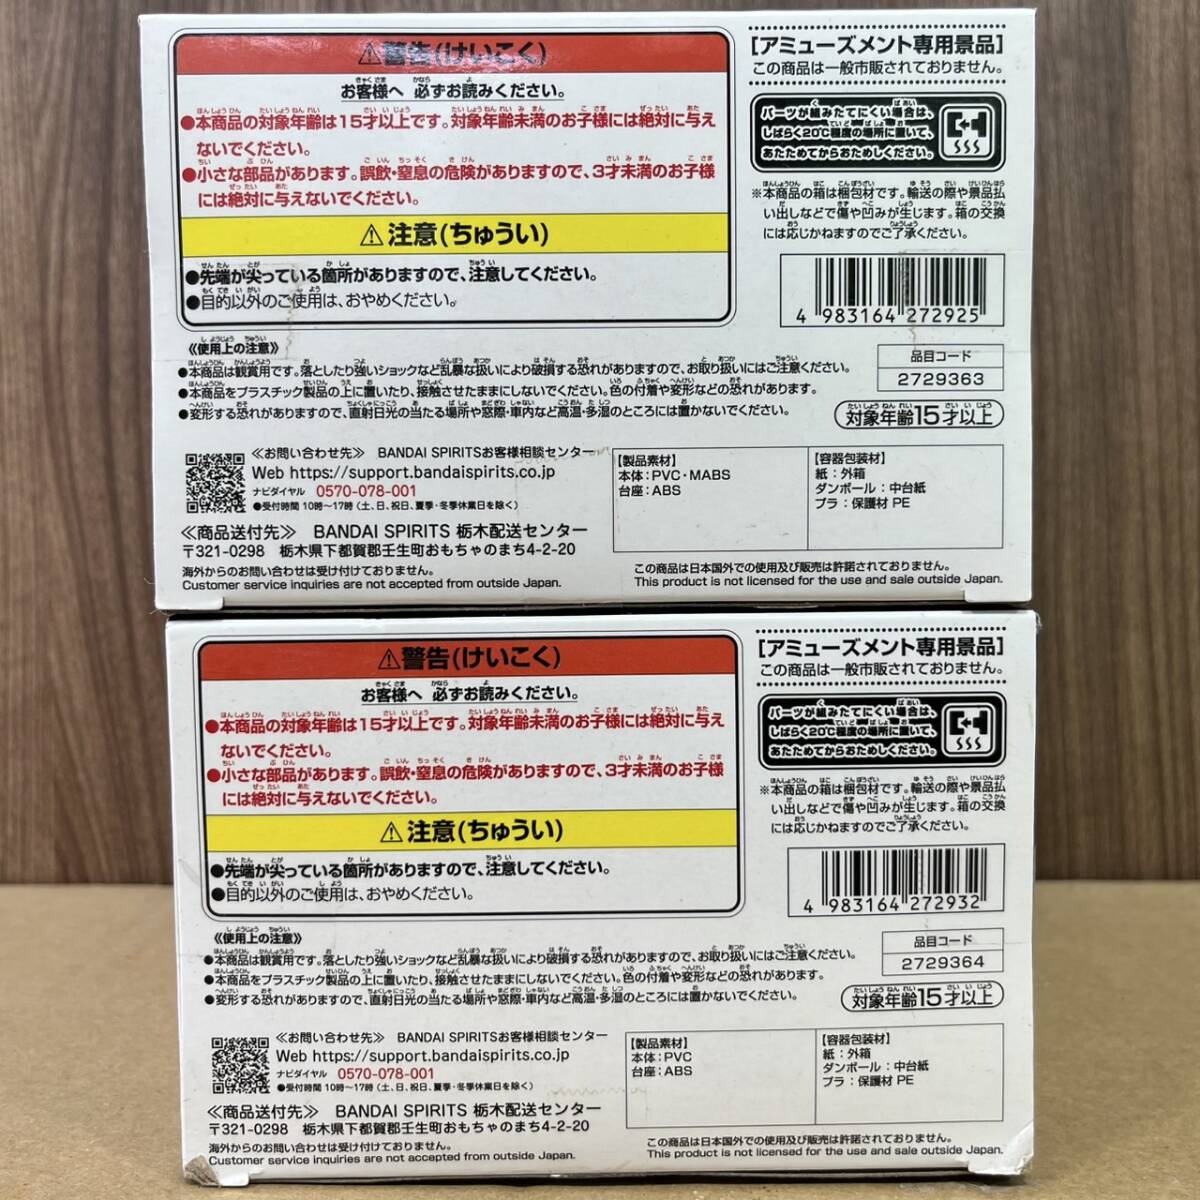 ⚠警告(けいこく)
お客様へ 必ずお読みください。
●本商品の対象年齢は15才以上です。対象年齢未満のお子様には絶対に与え
ないでください。
●小さな部品があります。誤飲・窒息の危険がありますので、3才未満のお子様
には絶対に与えないでください。
⚠注意(ちゅうい)
●先端が尖っている箇所がありますので、注意してください。
●目的以外のご使用は、おやめください。
[アミューズメント専用景品]
この商品は一般市販されておりません。
パーツが組みたてにくい場合は、
しばらく20℃程度の場所に置いて、
あたためてからおためしください。
※本商品の箱は梱包材です。輸送の際や景品払
い出しなどで傷や凹みが生じます。箱の交換
には応じかねますのでご了承ください。
4 983164 272925
品目コード
2729363
対象年齢15才以上
《使用上の注意》
●本商品は観賞用です。落としたり強いショックなど乱暴な扱いにより破損する恐れがありますので、お取り扱いにはご注意ください。
●本商品をプラスチック製品の上に置いたり、接触させたままにしないでください。色の付着や変形などの恐れがあります。
●変形する恐れがありますので、直射日光の当たる場所や窓際・車内など高温・多湿のところには置かないでください。
≪お問い合わせ先≫ BANDAI SPIRITSお客様相談センター
Web https://support.bandaispirits.co.jp
ナビダイヤル 0570-078-001
●受付時間 10時～17時 (土、日、祝日、夏季・冬季休業日を除く)
≪商品送付先≫ BANDAI SPIRITS 栃木配送センター
〒321-0298 栃木県下都賀郡壬生町おもちゃのまち4-2-20
海外からのお問い合わせは受け付けておりません。
Customer service inquiries are not accepted from outside Japan.
【製品素材】
本体：PVC・MABS
台座：ABS
【容器包装材】
紙：外箱
ダンボール：中台紙
プラ：保護材 PE
この商品は日本国外での使用及び販売は許諾されておりません。
This product is not licensed for the use and sale outside Japan.
⚠警告(けいこく)
お客様へ 必ずお読みください。
●本商品の対象年齢は15才以上です。対象年齢未満のお子様には絶対に与え
ないでください。
●小さな部品があります。誤飲・窒息の危険がありますので、3才未満のお子様
には絶対に与えないでください。
⚠注意(ちゅうい)
●先端が尖っている箇所がありますので、注意してください。
●目的以外のご使用は、おやめください。
[アミューズメント専用景品]
この商品は一般市販されておりません。
パーツが組みたてにくい場合は、
しばらく20℃程度の場所に置いて、
あたためてからおためしください。
※本商品の箱は梱包材です。輸送の際や景品払
い出しなどで傷や凹みが生じます。箱の交換
には応じかねますのでご了承ください。
4 983164 272932
品目コード
2729364
対象年齢15才以上
《使用上の注意》
●本商品は観賞用です。落としたり強いショックなど乱暴な扱いにより破損する恐れがありますので、お取り扱いにはご注意ください。
●本商品をプラスチック製品の上に置いたり、接触させたままにしないでください。色の付着や変形などの恐れがあります。
●変形する恐れがありますので、直射日光の当たる場所や窓際・車内など高温・多湿のところには置かないでください。
≪お問い合わせ先≫ BANDAI SPIRITSお客様相談センター
Web https://support.bandaispirits.co.jp
ナビダイヤル 0570-078-001
●受付時間 10時～17時 (土、日、祝日、夏季・冬季休業日を除く)
≪商品送付先≫ BANDAI SPIRITS 栃木配送センター
〒321-0298 栃木県下都賀郡壬生町おもちゃのまち4-2-20
海外からのお問い合わせは受け付けておりません。
Customer service inquiries are not accepted from outside Japan.
【製品素材】
本体：PVC
台座：ABS
【容器包装材】
紙：外箱
ダンボール：中台紙
プラ：保護材 PE
この商品は日本国外での使用及び販売は許諾されておりません。
This product is not licensed for the use and sale outside Japan.